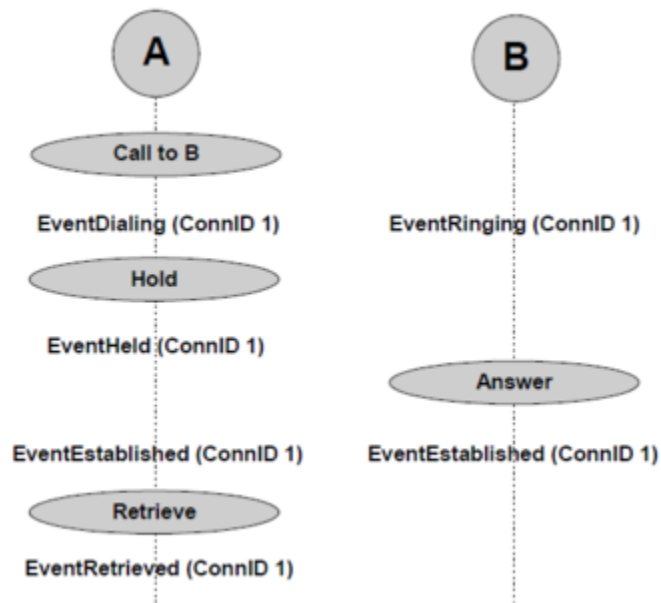 A
B
Call to B
EventDialing (ConnID 1)
EventRinging (ConnID 1)
Hold
EventHeld (ConnID 1)
Answer
EventEstablished (ConnID 1)
EventEstablished (ConnID 1)
Retrieve
EventRetrieved (ConnID 1)